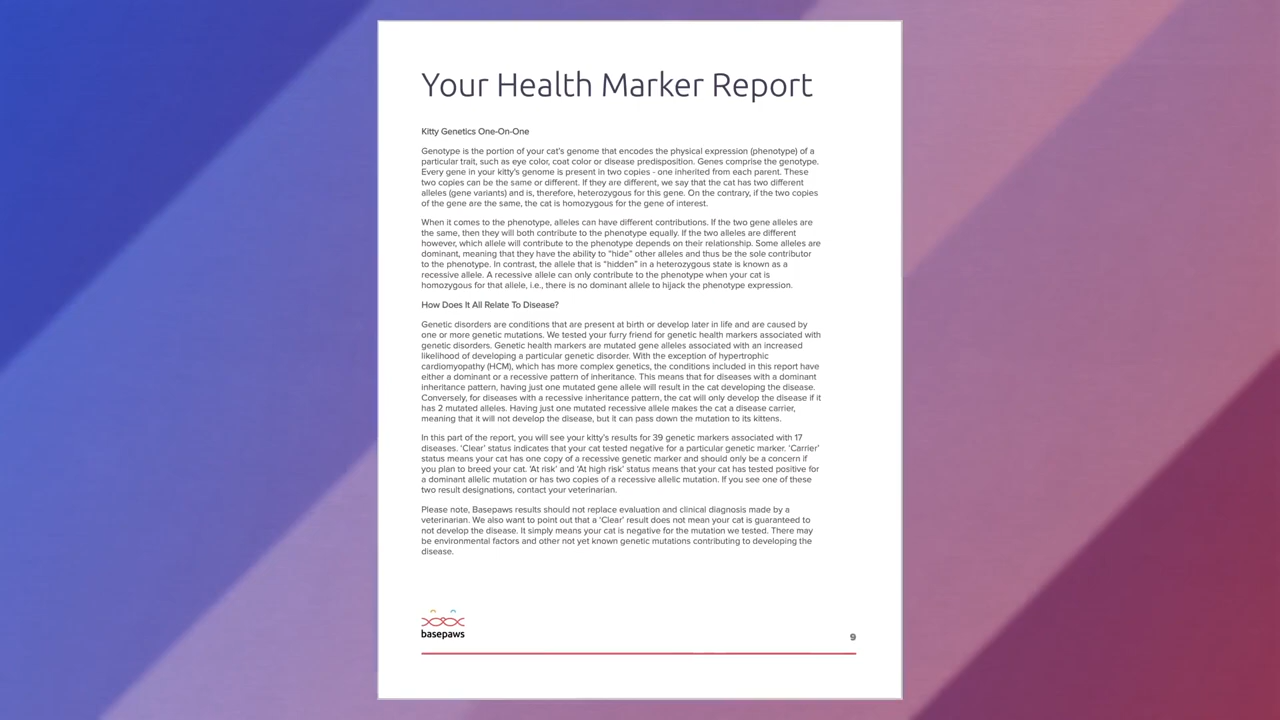 Your Health Marker Report
Kitty Genetics One-On-One
Genotype is the portion of your cat's genome that encodes the physical expression (phenotype) of a
particular trait, such as eye color, coat color or disease predisposition. Genes comprise the genotype.
Every gene in your kitty's genome is present in two copies - one inherited from each parent. These
two copies can be the same or different. If they are different, we say that the cat has two different
alleles (gene variants) and is, therefore, heterozygous for this gene. On the contrary, if the two copies
of the gene are the same, the cat is homozygous for the gene of interest.
When it comes to the phenotype, alleles can have different contributions. If the two gene alleles are
the same, then they will both contribute to the phenotype equally. If the two alleles are different
however, which allele will contribute to the phenotype depends on their relationship. Some alleles are
dominant, meaning that they have the ability to “hide” other alleles and thus be the sole contributor
to the phenotype. In contrast, the allele that is “hidden” in a heterozygous state is known as a
recessive allele. A recessive allele can only contribute to the phenotype when your cat is
homozygous for that allele, i.e., there is no dominant allele to hijack the phenotype expression.
How Does It All Relate To Disease?
Genetic disorders are conditions that are present at birth or develop later in life and are caused by
one or more genetic mutations. We tested your furry friend for genetic health markers associated with
genetic disorders. Genetic health markers are mutated gene alleles associated with an increased
likelihood of developing a particular genetic disorder. With the exception of hypertrophic
cardiomyopathy (HCM), which has more complex genetics, the conditions included in this report have
either a dominant or a recessive pattern of inheritance. This means that for diseases with a dominant
inheritance pattern, having just one mutated gene allele will result in the cat developing the disease.
Conversely, for diseases with a recessive inheritance pattern, the cat will only develop the disease if it
has 2 mutated alleles. Having just one mutated recessive allele makes the cat a disease carrier,
meaning that it will not develop the disease, but it can pass down the mutation to its kittens.
In this part of the report, you will see your kitty's results for 39 genetic markers associated with 17
diseases. ‘Clear’ status indicates that your cat tested negative for a particular genetic marker. ‘Carrier’
status means your cat has one copy of a recessive genetic marker and should only be a concern if
you plan to breed your cat. ‘At risk’ and ‘At high risk’ status means that your cat has tested positive for
a dominant allelic mutation or has two copies of a recessive allelic mutation. If you see one of these
two result designations, contact your veterinarian.
Please note, Basepaws results should not replace evaluation and clinical diagnosis made by a
veterinarian. We also want to point out that a ‘Clear’ result does not mean your cat is guaranteed to
not develop the disease. It simply means your cat is negative for the mutation we tested. There may
be environmental factors and other not yet known genetic mutations contributing to developing the
disease.
basepaws
9